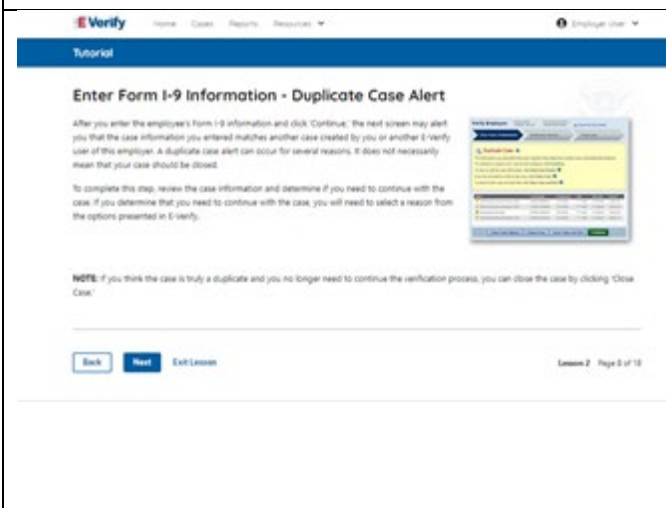 E-Verify Home Cases Reports Resources Employer User
Tutorial
Enter Form I-9 Information - Duplicate Case Alert
After you enter the employee's Form I-9 information and click 'Continue,' the next screen may alert
you that the case information you entered matches another case created by you or another E-Verify
user of this employer. A duplicate case alert can occur for several reasons. It does not necessarily
mean that your case should be closed.
To complete this step, review the case information and determine if you need to continue with the
case. If you determine that you need to continue with the case, you will need to select a reason from
the options presented in E-Verify.
Duplicate Case
NOTE: If you think the case is truly a duplicate and you no longer need to continue the verification process, you can close the case by clicking 'Close
Case.'
Back Next Exit Lesson Lesson 2 Page 8 of 18